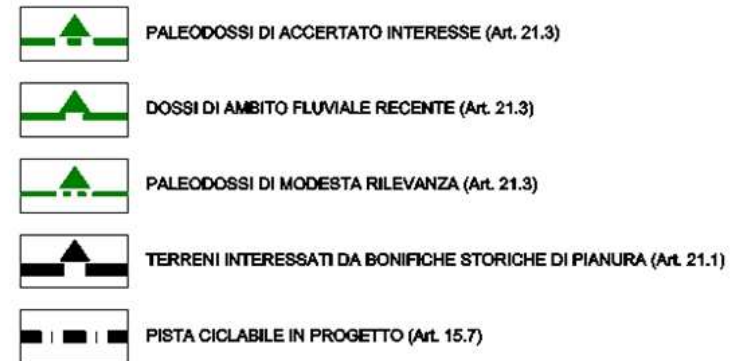 PALEODOSSI DI ACCERTATO INTERESSE (Art. 21.3)
DOSSI DI AMBITO FLUVIALE RECENTE (Art. 21.3)
PALEODOSSI DI MODESTA RILEVANZA (Art. 21.3)
TERRENI INTERESSATI DA BONIFICHE STORICHE DI PIANURA (Art. 21.1)
PISTA CICLABILE IN PROGETTO (Art. 15.7)